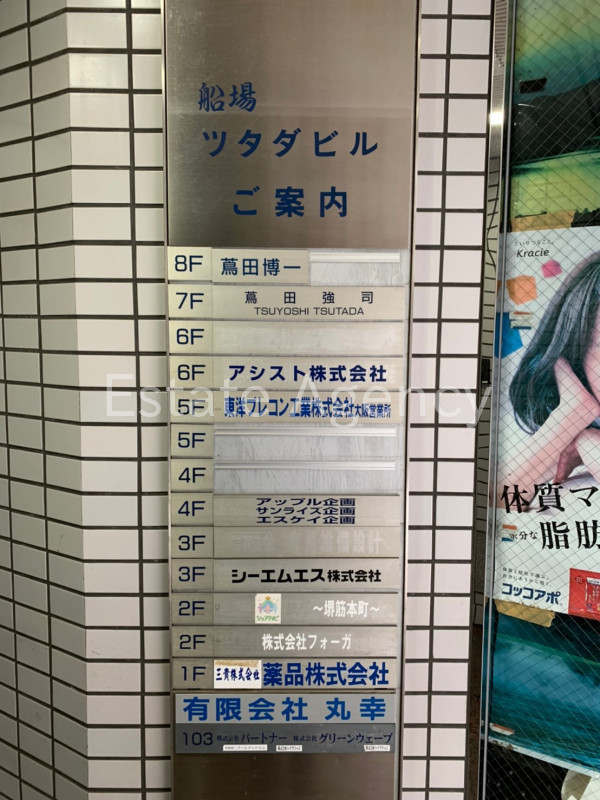 船場
ツタダビル
ご案内
8F 蔦田博一
7F 蔦田強司
TSUYOSHI TSUTADA
6F
6F アシスト株式会社
5F 東洋プレコン工業株式会社大阪営業所
5F
4F
4F アップル企画
サンライズ企画
エスケイ企画
3F 設計
3F シーエムエス株式会社
2F ～堺筋本町～
2F 株式会社フォーガ
1F 三貴株式会社 薬品株式会社
有限会社 丸幸
103 株式会社パートナー 株式会社グリーンウェーブ
Estate Agency
Kracie
体質
脂肪
コッコアポ